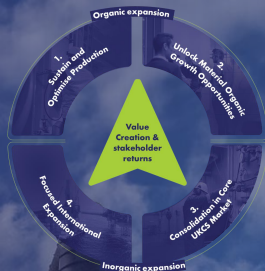 Organic expansion
1.
Sustain and
Optimise Production
2.
Unlock Material Organic
Growth Opportunities
Value
Creation &
stakeholder
returns
4.
Focused International
Expansion
3.
Consolidation in Core
UKCS Market
Inorganic expansion